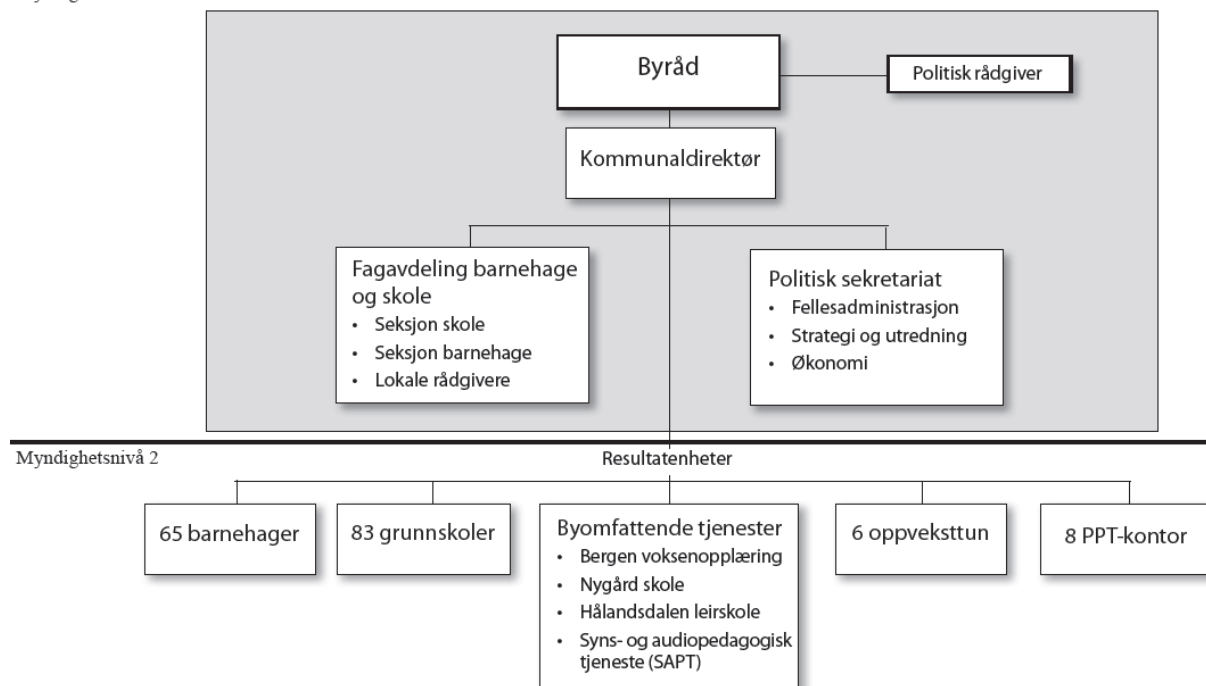 Byråd
Politisk rådgiver
Kommunaldirektør
Fagavdeling barnehage
og skole
• Seksjon skole
• Seksjon barnehage
• Lokale rådgivere
Politisk sekretariat
• Fellesadministrasjon
• Strategi og utredning
• Økonomi
Myndighetsnivå 2
Resultatenheter
65 barnehager
83 grunnskoler
Byomfattende tjenester
• Bergen voksenopplæring
• Nygård skole
• Hålandsdalen leirskole
• Syns- og audiopedagogisk
tjeneste (SAPT)
6 oppveksttun
8 PPT-kontor